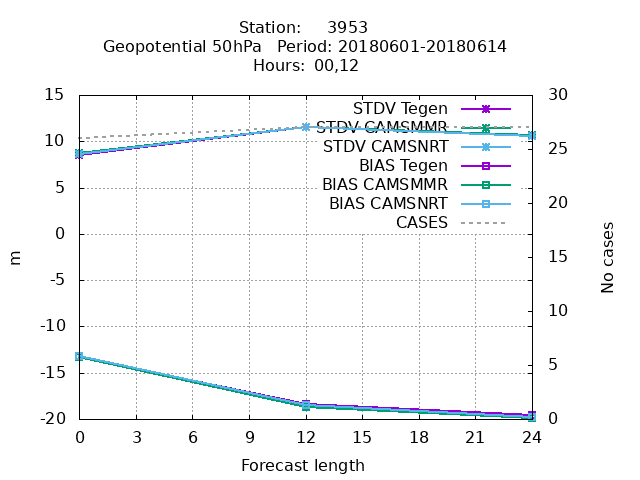 Station: 3953
Geopotential 50hPa Period: 20180601-20180614
Hours: 00,12
15 30
STDV Tegen
STDV CAMSMMR
10 25
STDV CAMSNRT
BIAS Tegen
5
BIAS CAMSMMR
BIAS CAMSNRT 20
CASES
0
m
No cases
15
-5
10
-10
5
-15
-20 0
0 3 6 9 12 15 18 21 24
Forecast length